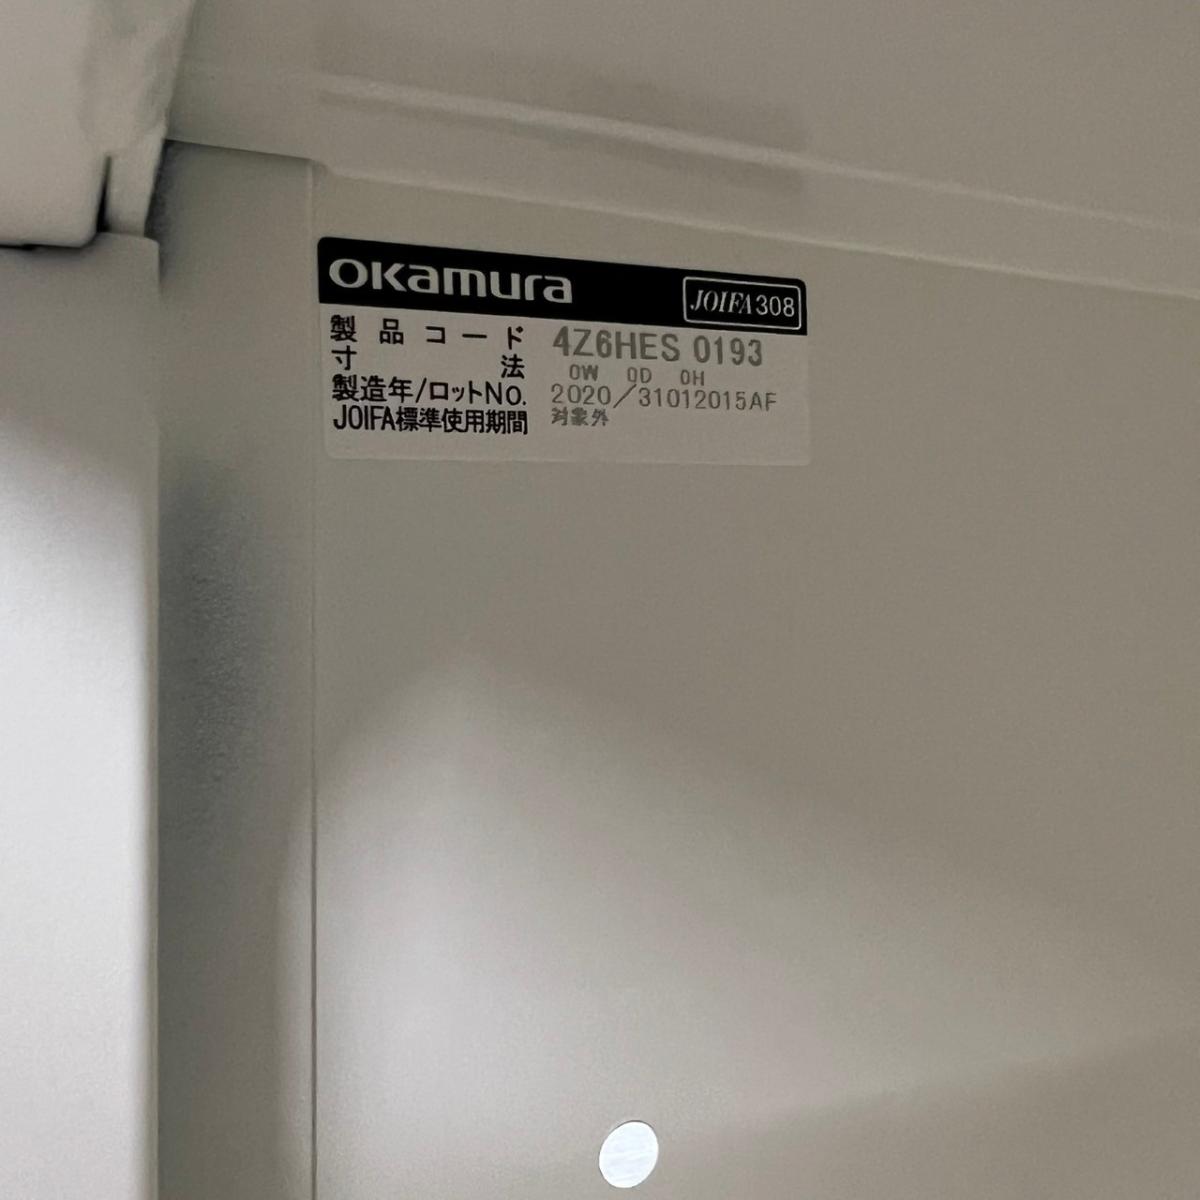 okamura JOIFA308
製品コード 4Z6HES 0193
寸法 0W 0D 0H
製造年/ロットNO. 2020/31012015AF
JOIFA標準使用期間 対象外